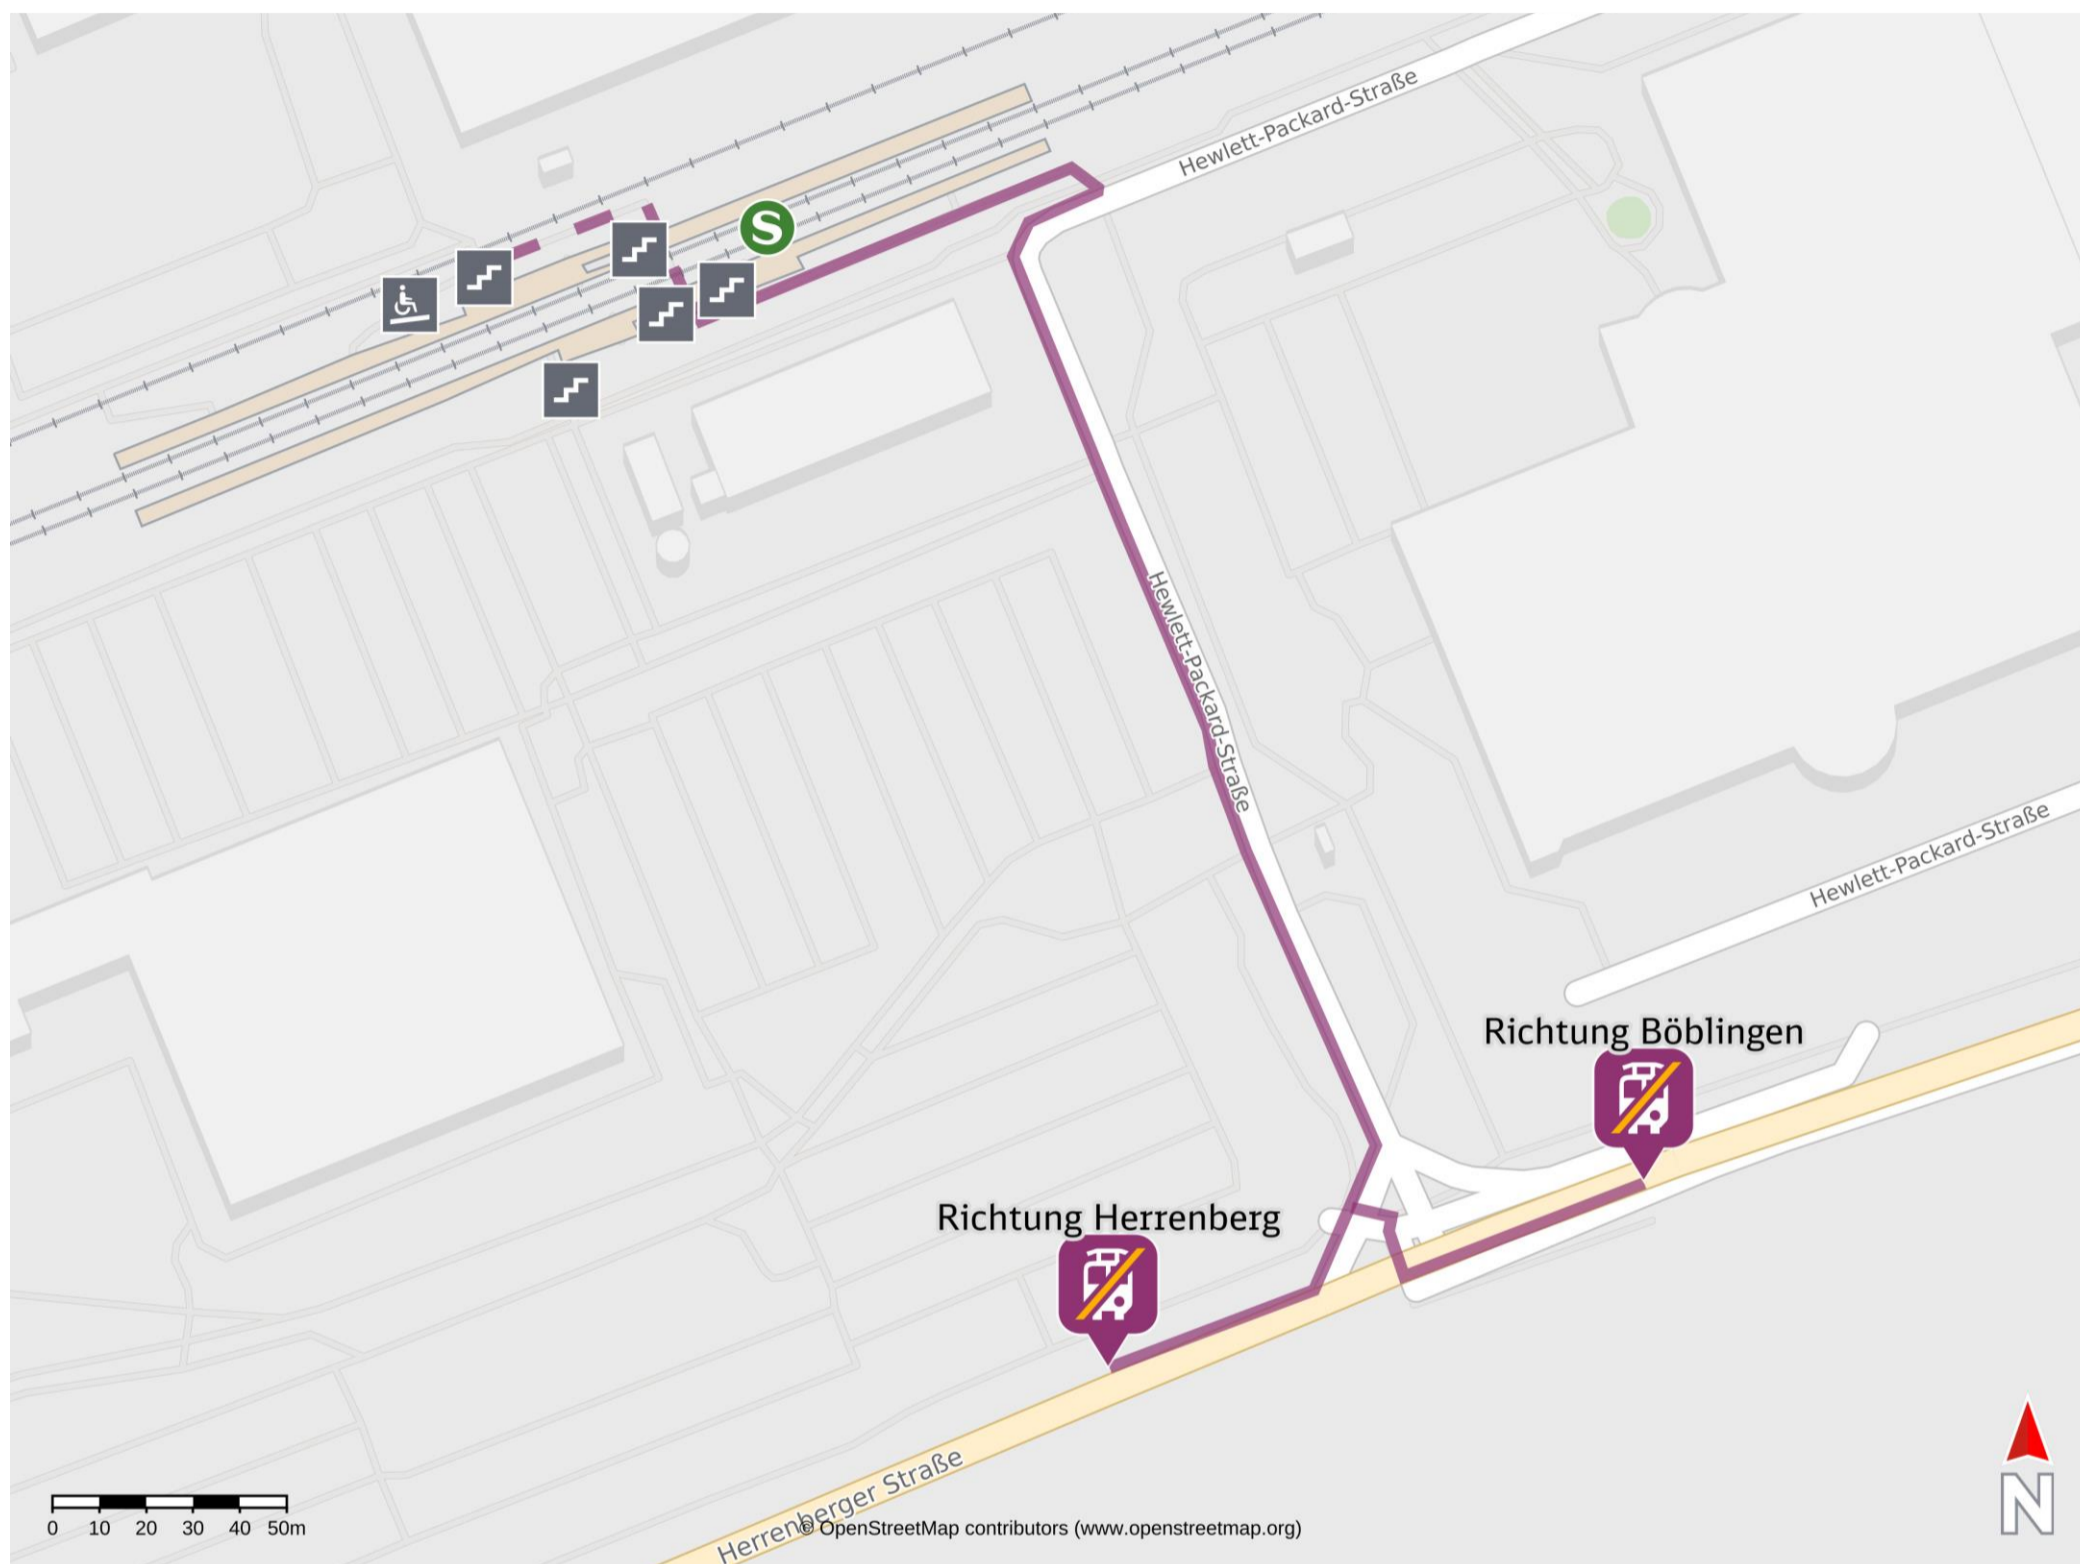 Hewlett-Packard-Straße
S
Hewlett-Packard-Straße
Hewlett-Packard-Straße
Richtung Böblingen
Richtung Herrenberg
Herrenberger Straße
0 10 20 30 40 50m
© OpenStreetMap contributors (www.openstreetmap.org)
N